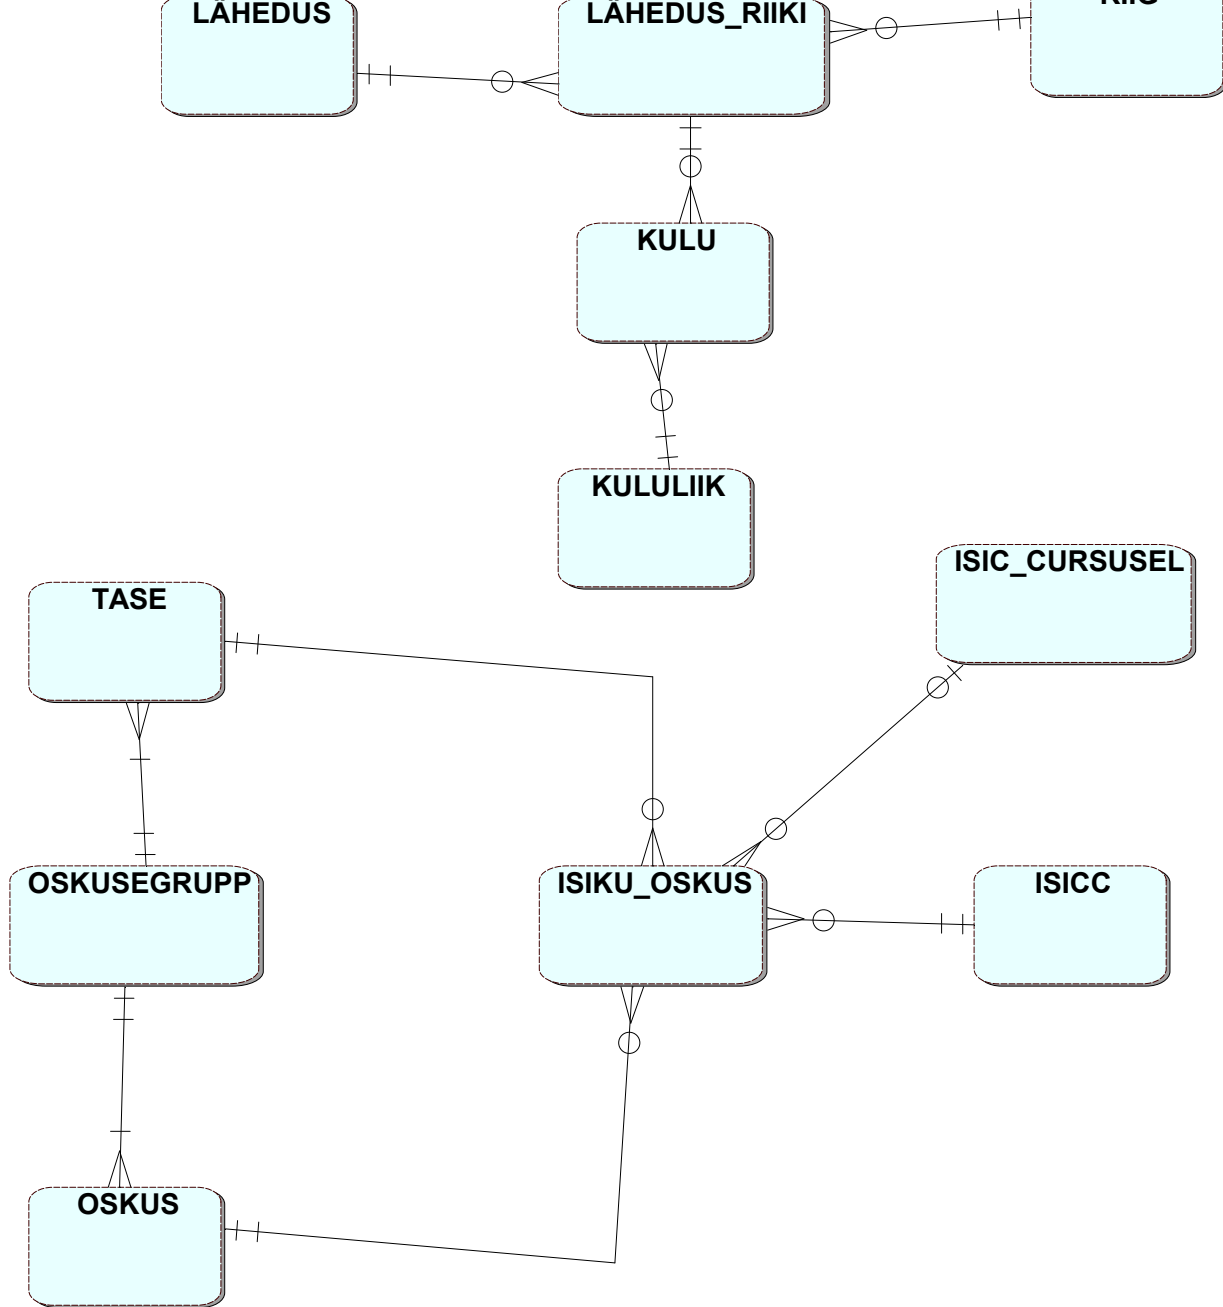 LÄHEDUS
LÄHEDUS_RIIKI
KULU
KULULIIK
ISIC_CURSUSEL
TASE
OSKUSEGRUPP
ISIKU_OSKUS
ISICC
OSKUS